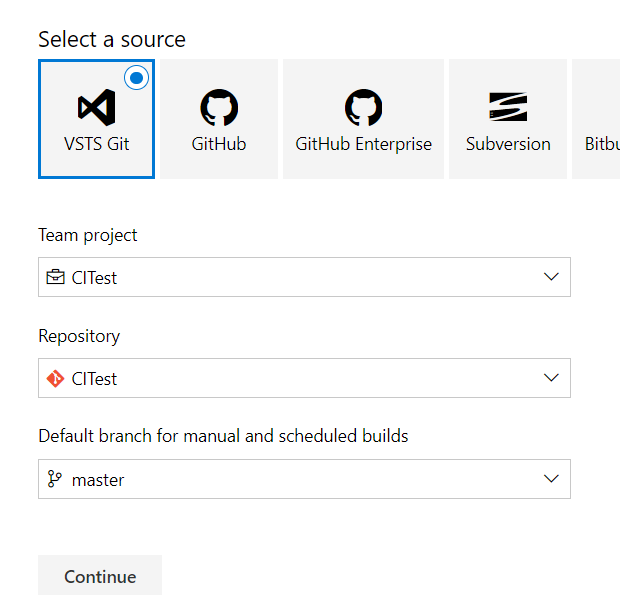 Select a source
VSTS Git
GitHub
GitHub Enterprise
Subversion
Bitbu
Team project
CITest
Repository
CITest
Default branch for manual and scheduled builds
master
Continue